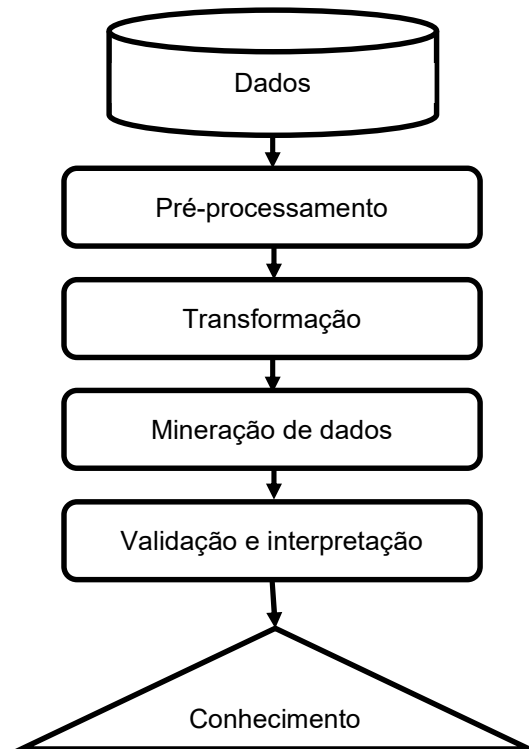 Dados
Pré-processamento
Transformação
Mineração de dados
Validação e interpretação
Conhecimento